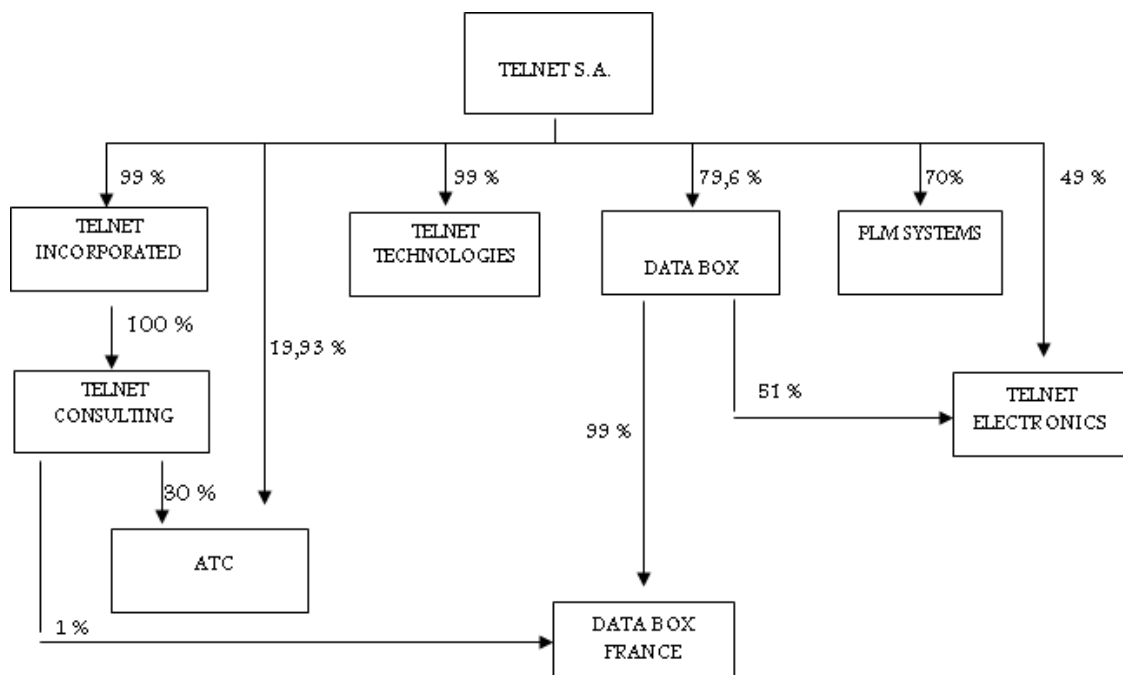 TELNET S.A.
99 %
99 %
79,6 %
70%
49 %
TELNET
INCORPORATED
TELNET
TECHNOLOGIES
DATA BOX
PLM SYSTEMS
100 %
19,93 %
TELNET
CONSULTING
51 %
TELNET
ELECTRONICS
99 %
30 %
ATC
1 %
DATA BOX
FRANCE